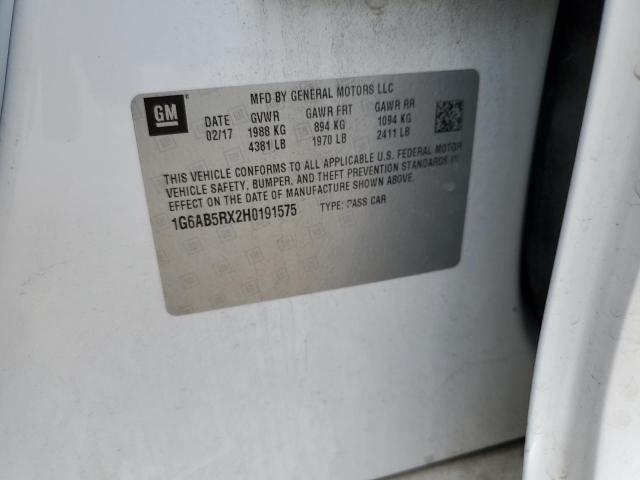 GM
MFD BY GENERAL MOTORS LLC
DATE GVWR GAWR FRT GAWR RR
02/17 1988 KG 894 KG 1094 KG
4381 LB 1970 LB 2411 LB
THIS VEHICLE CONFORMS TO ALL APPLICABLE U.S. FEDERAL MOTOR
VEHICLE SAFETY, BUMPER, AND THEFT PREVENTION STANDARDS IN
EFFECT ON THE DATE OF MANUFACTURE SHOWN ABOVE.
1G6AB5RX2H0191575 TYPE: PASS CAR